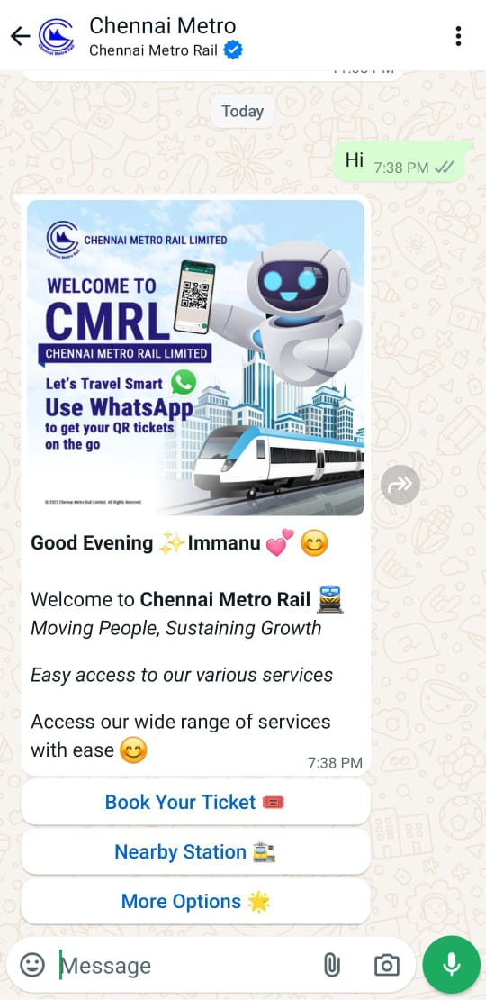 Chennai Metro
Chennai Metro Rail
Today
Hi 7:38 PM
CHENNAI METRO RAIL LIMITED
WELCOME TO
CMRL
CHENNAI METRO RAIL LIMITED
Let's Travel Smart
Use WhatsApp
to get your QR tickets
on the go
© 2023 Chennai Metro Rail Limited. All Rights Reserved.
Good Evening ✨Immanu 💕 😊
Welcome to Chennai Metro Rail 🚆
Moving People, Sustaining Growth
Easy access to our various services
Access our wide range of services
with ease 😊
7:38 PM
Book Your Ticket 🎟️
Nearby Station 🚉
More Options 🌟
Message